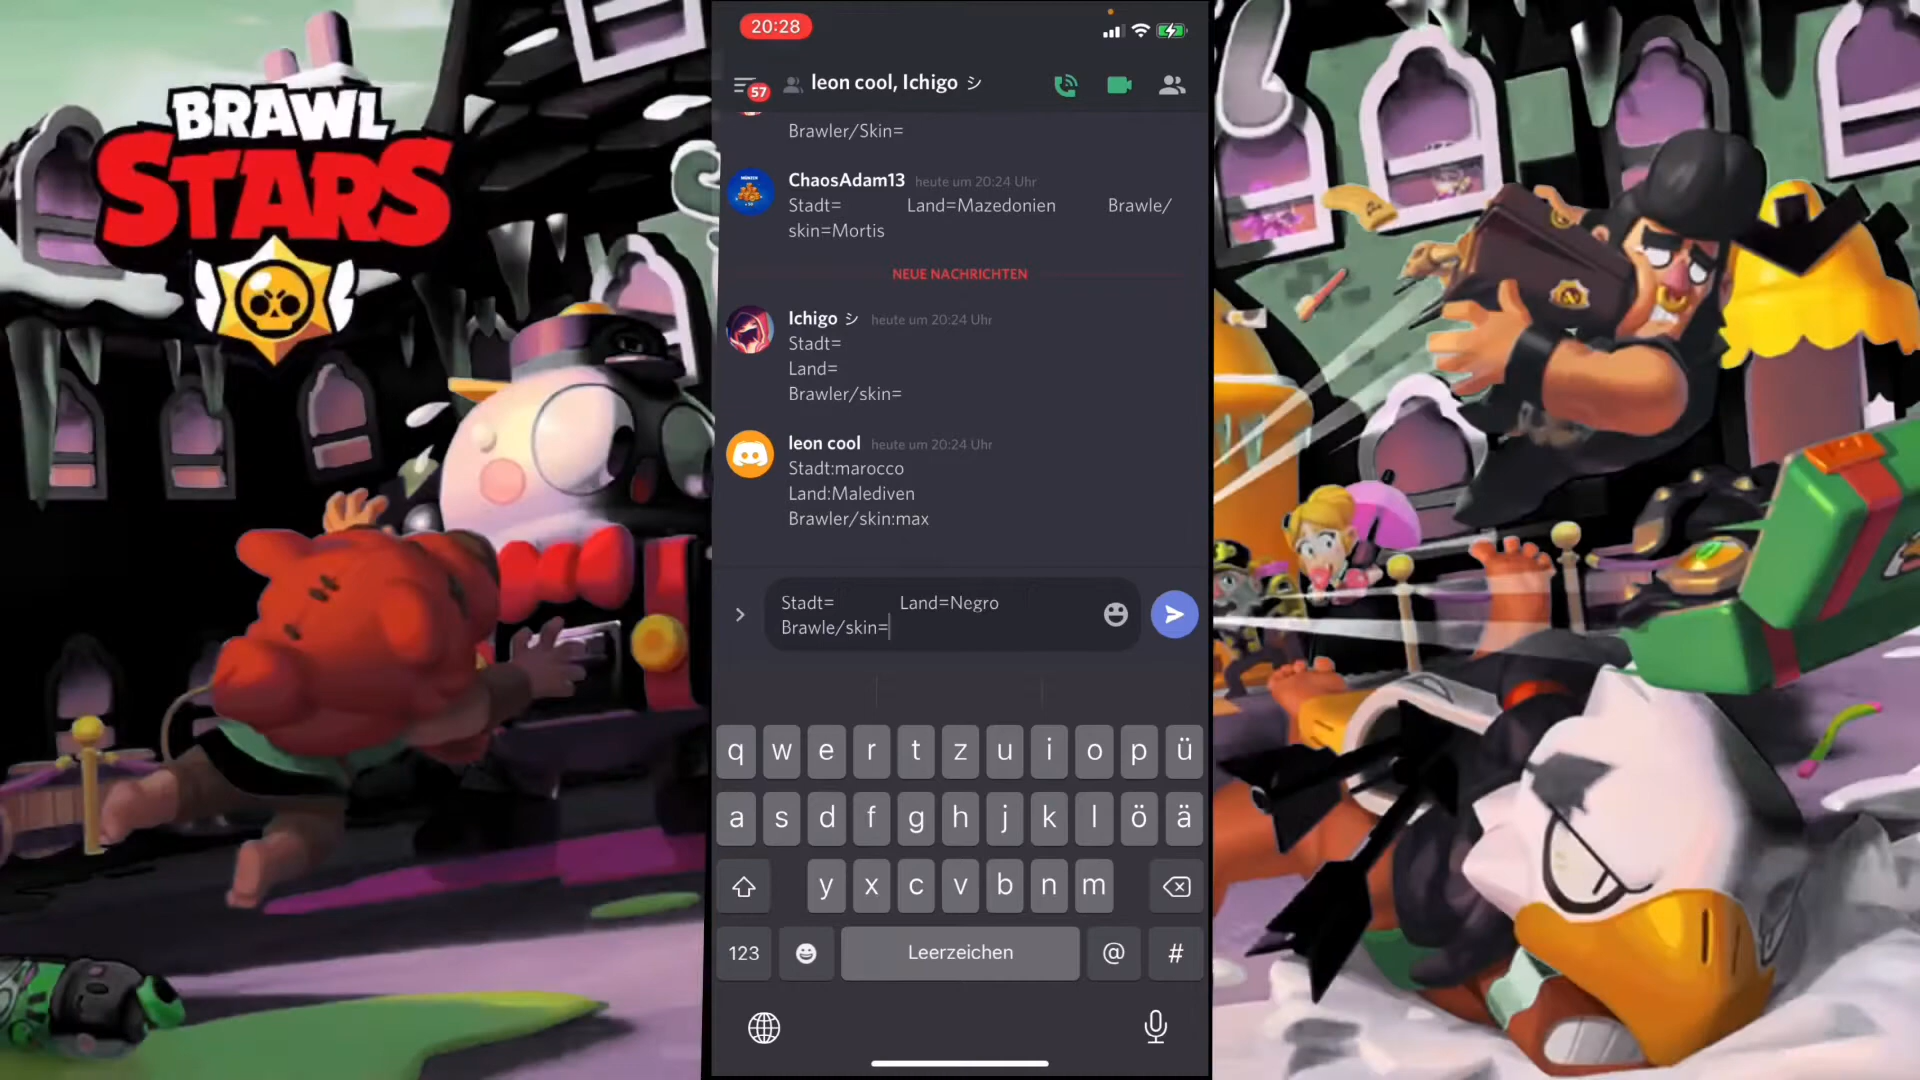 BRAWL
STARS
20:28
57
leon cool, Ichigo シ
Brawler/Skin=
ChaosAdam13 heute um 20:24 Uhr
Stadt= Land=Mazedonien Brawle/
skin=Mortis
NEUE NACHRICHTEN
Ichigo シ heute um 20:24 Uhr
Stadt=
Land=
Brawler/skin=
leon cool heute um 20:24 Uhr
Stadt:marocco
Land:Malediven
Brawler/skin:max
Stadt= Land=Negro
Brawle/skin=
q w e r t z u i o p ü
a s d f g h j k l ö ä
y x c v b n m
123 Leerzeichen @ #